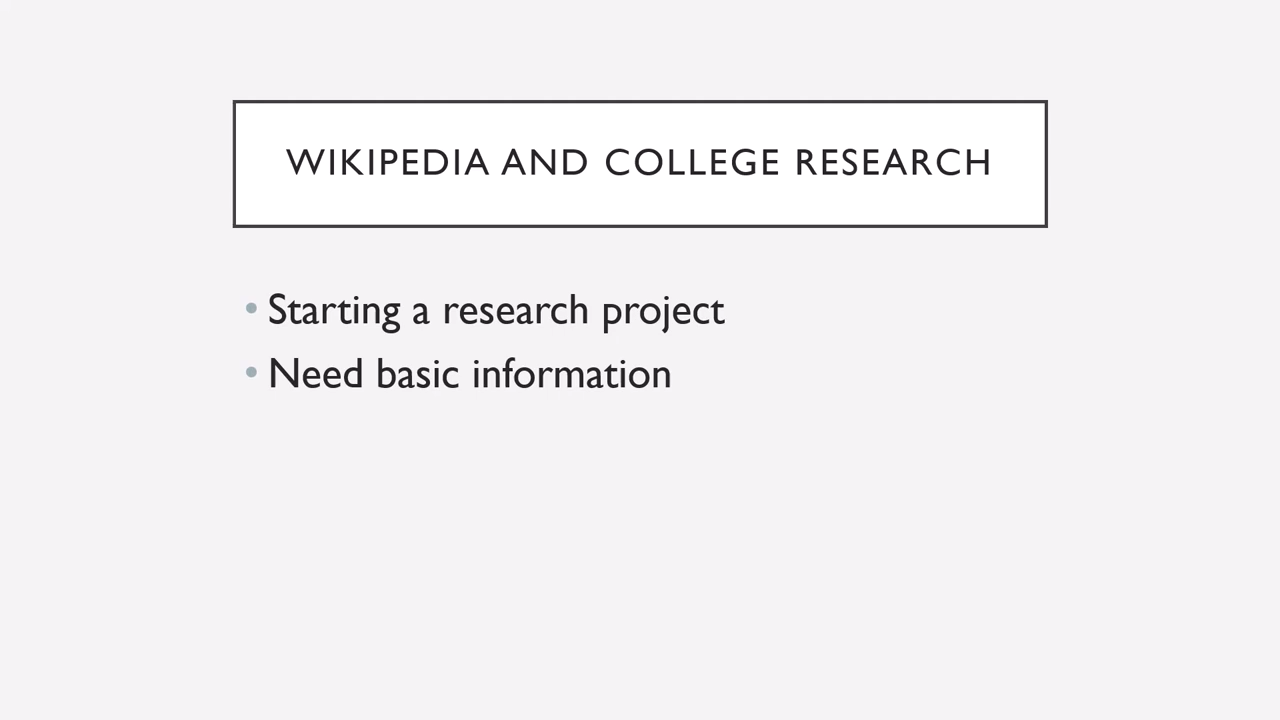 WIKIPEDIA AND COLLEGE RESEARCH
• Starting a research project
• Need basic information